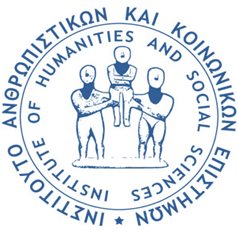 ΙΝΣΤΙΤΟΥΤΟ ΑΝΘΡΩΠΙΣΤΙΚΩΝ ΚΑΙ ΚΟΙΝΩΝΙΚΩΝ ΕΠΙΣΤΗΜΩΝ
INSTITUTE OF HUMANITIES AND SOCIAL SCIENCES